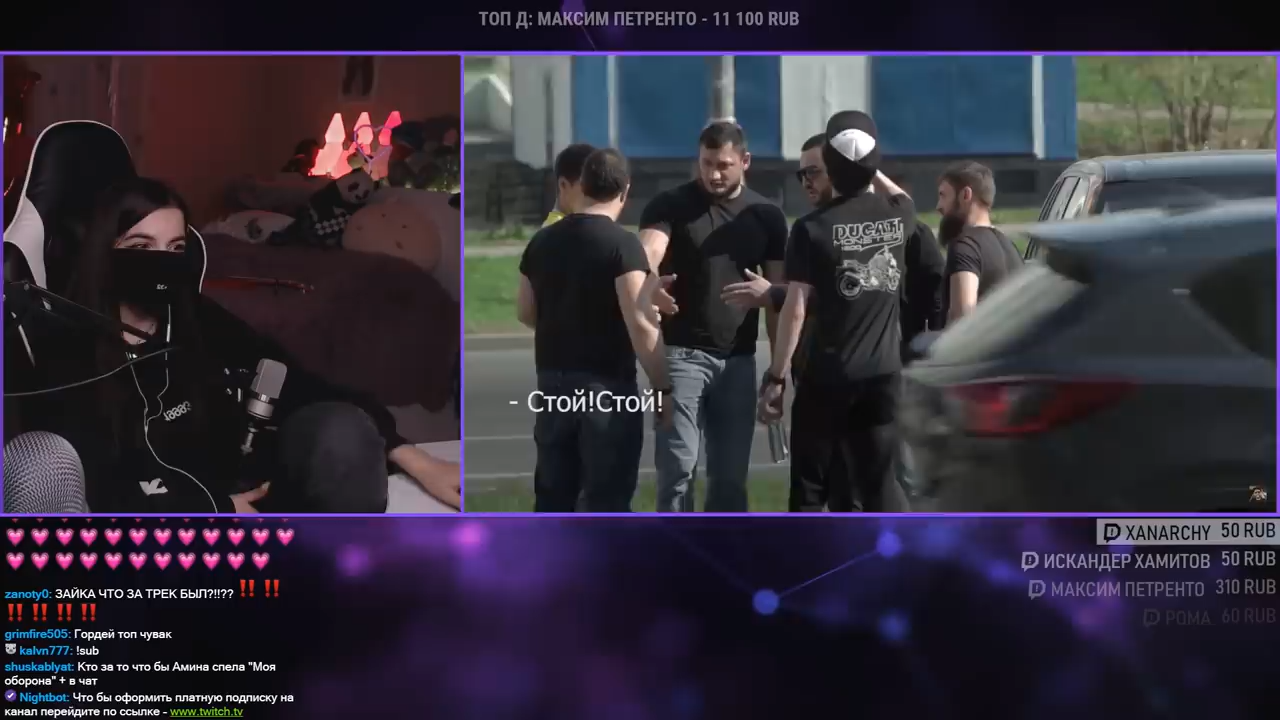 ТОП Д: МАКСИМ ПЕТРЕНТО - 11 100 RUB
DUCATI
MONSTER
- Стой!Стой!
XANARCHY 50 RUB
ИСКАНДЕР ХАМИТОВ 50 RUB
МАКСИМ ПЕТРЕНТО 310 RUB
РОМА 60 RUB
zanoty0: ЗАЙКА ЧТО ЗА ТРЕК БЫЛ?!!?? ‼️ ‼️
‼️ ‼️ ‼️ ‼️
grimfire505: Гордей топ чувак
kalvn777: !sub
shuskablyat: Кто за то что бы Амина спела "Моя
оборона" + в чат
Nightbot: Что бы оформить платную подписку на
канал перейдите по ссылке - www.twitch.tv